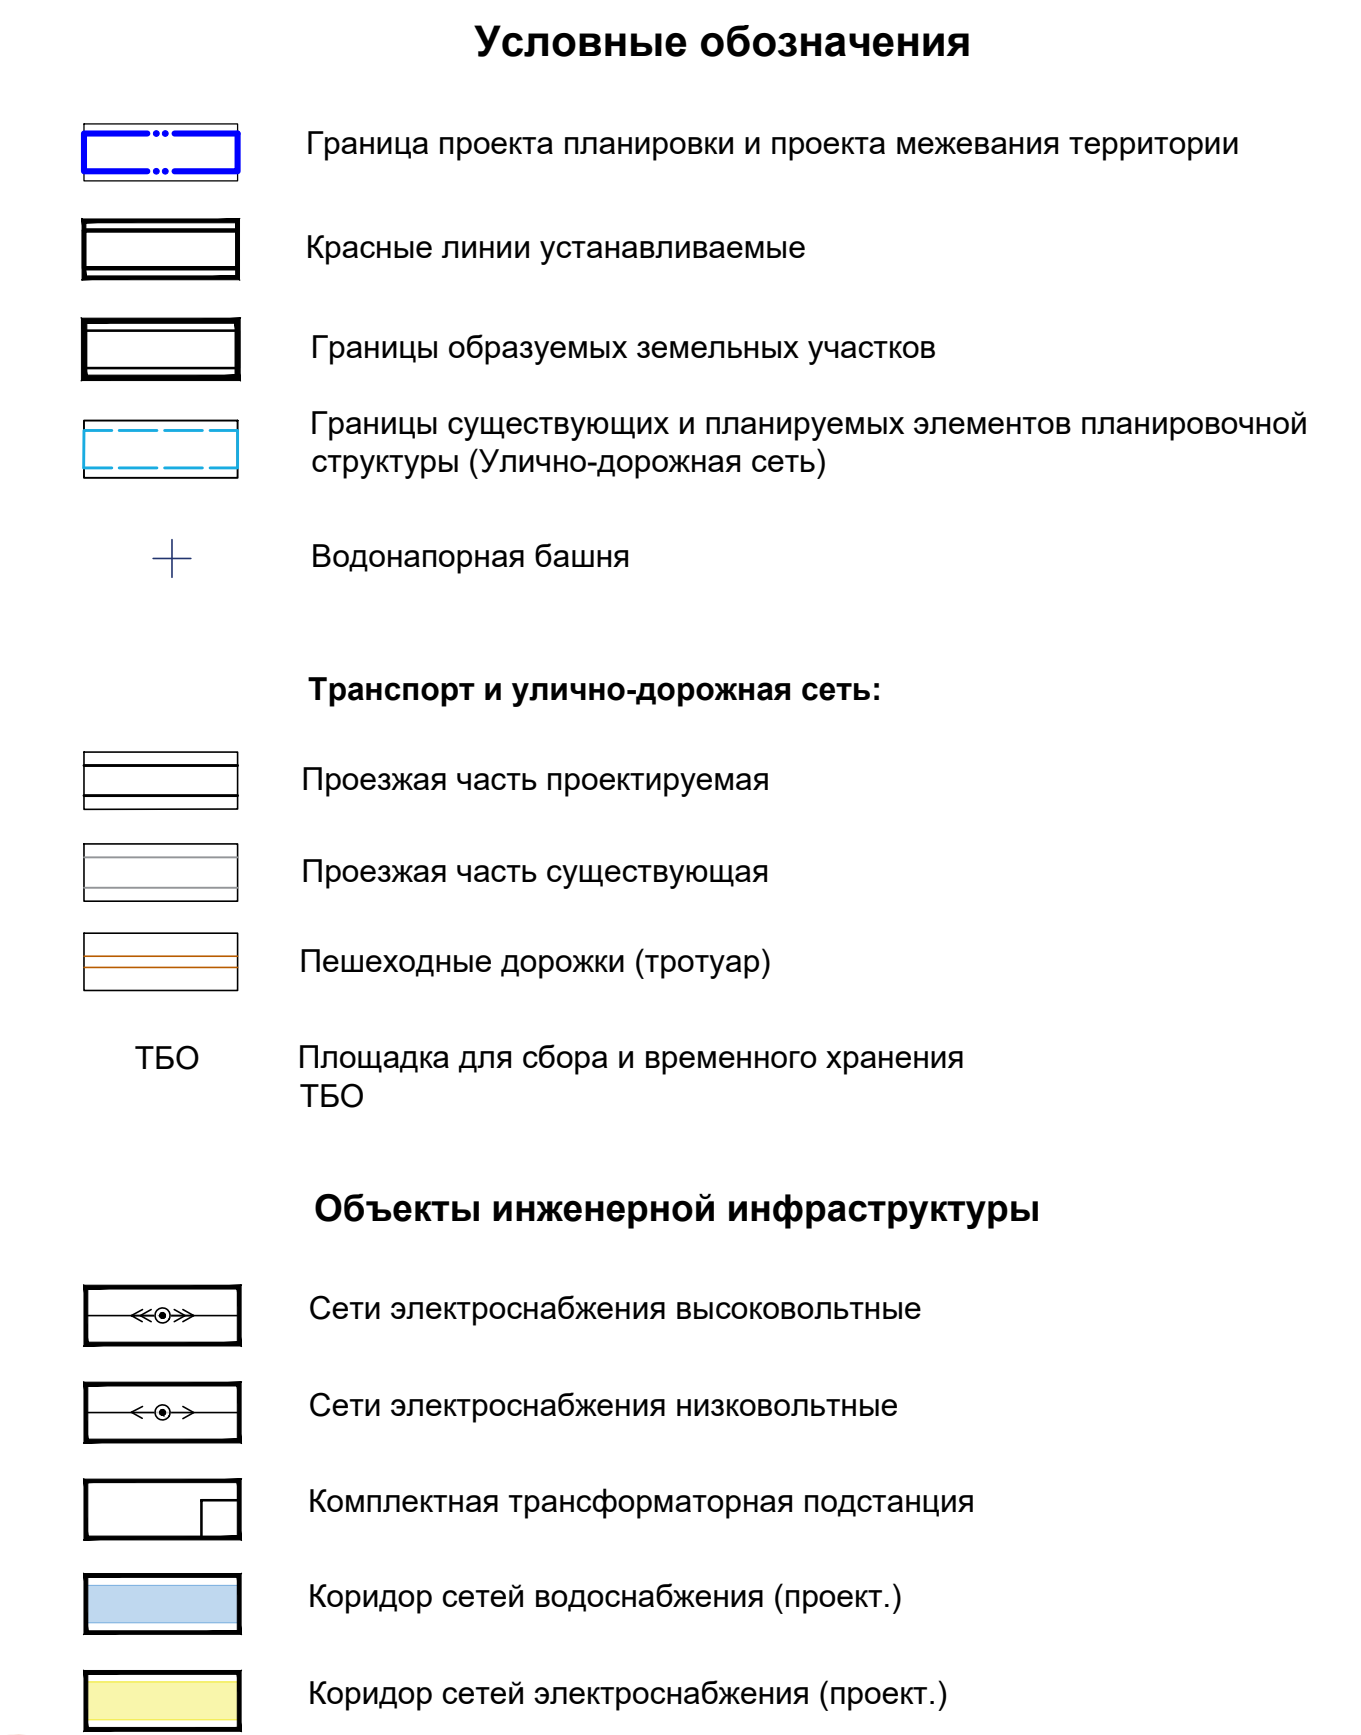 Условные обозначения
Граница проекта планировки и проекта межевания территории
Красные линии устанавливаемые
Границы образуемых земельных участков
Границы существующих и планируемых элементов планировочной
структуры (Улично-дорожная сеть)
Водонапорная башня
Транспорт и улично-дорожная сеть:
Проезжая часть проектируемая
Проезжая часть существующая
Пешеходные дорожки (тротуар)
ТБО Площадка для сбора и временного хранения
ТБО
Объекты инженерной инфраструктуры
Сети электроснабжения высоковольтные
Сети электроснабжения низковольтные
Комплектная трансформаторная подстанция
Коридор сетей водоснабжения (проект.)
Коридор сетей электроснабжения (проект.)